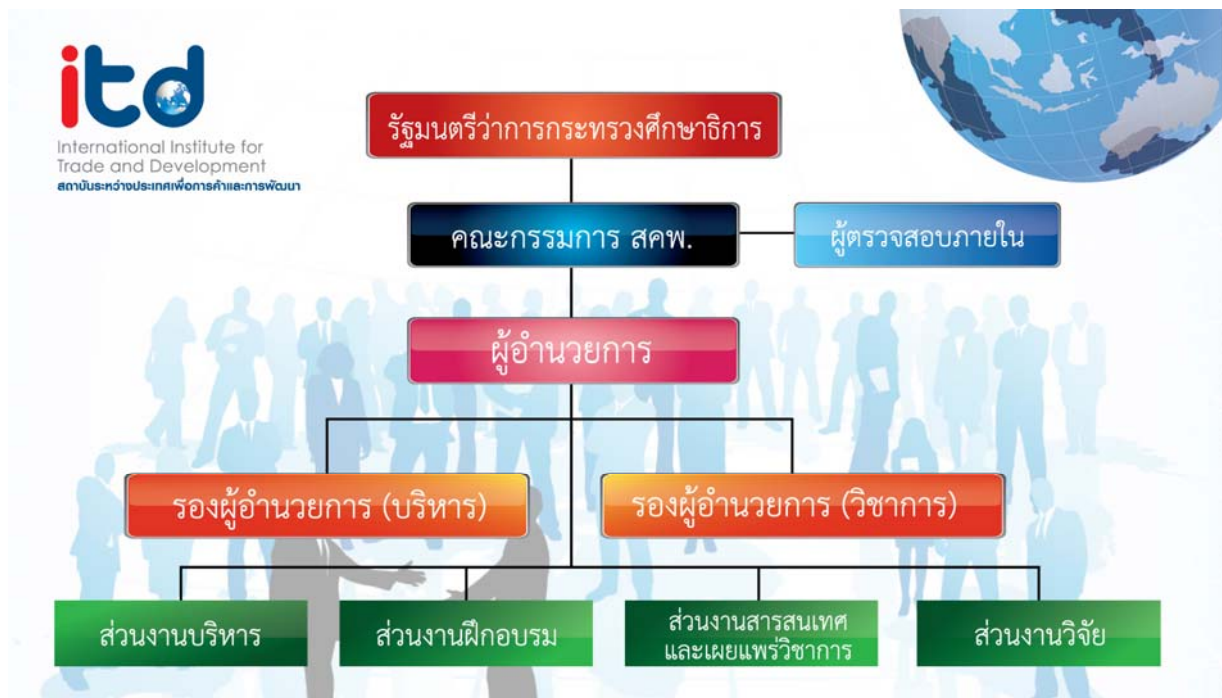 itd
International Institute for
Trade and Development
สถาบันระหว่างประเทศเพื่อการค้าและการพัฒนา
รัฐมนตรีว่าการกระทรวงศึกษาธิการ
คณะกรรมการ สคพ.
ผู้ตรวจสอบภายใน
ผู้อำนวยการ
รองผู้อำนวยการ (บริหาร)
รองผู้อำนวยการ (วิชาการ)
ส่วนงานบริหาร
ส่วนงานฝึกอบรม
ส่วนงานสารสนเทศ
และเผยแพร่วิชาการ
ส่วนงานวิจัย